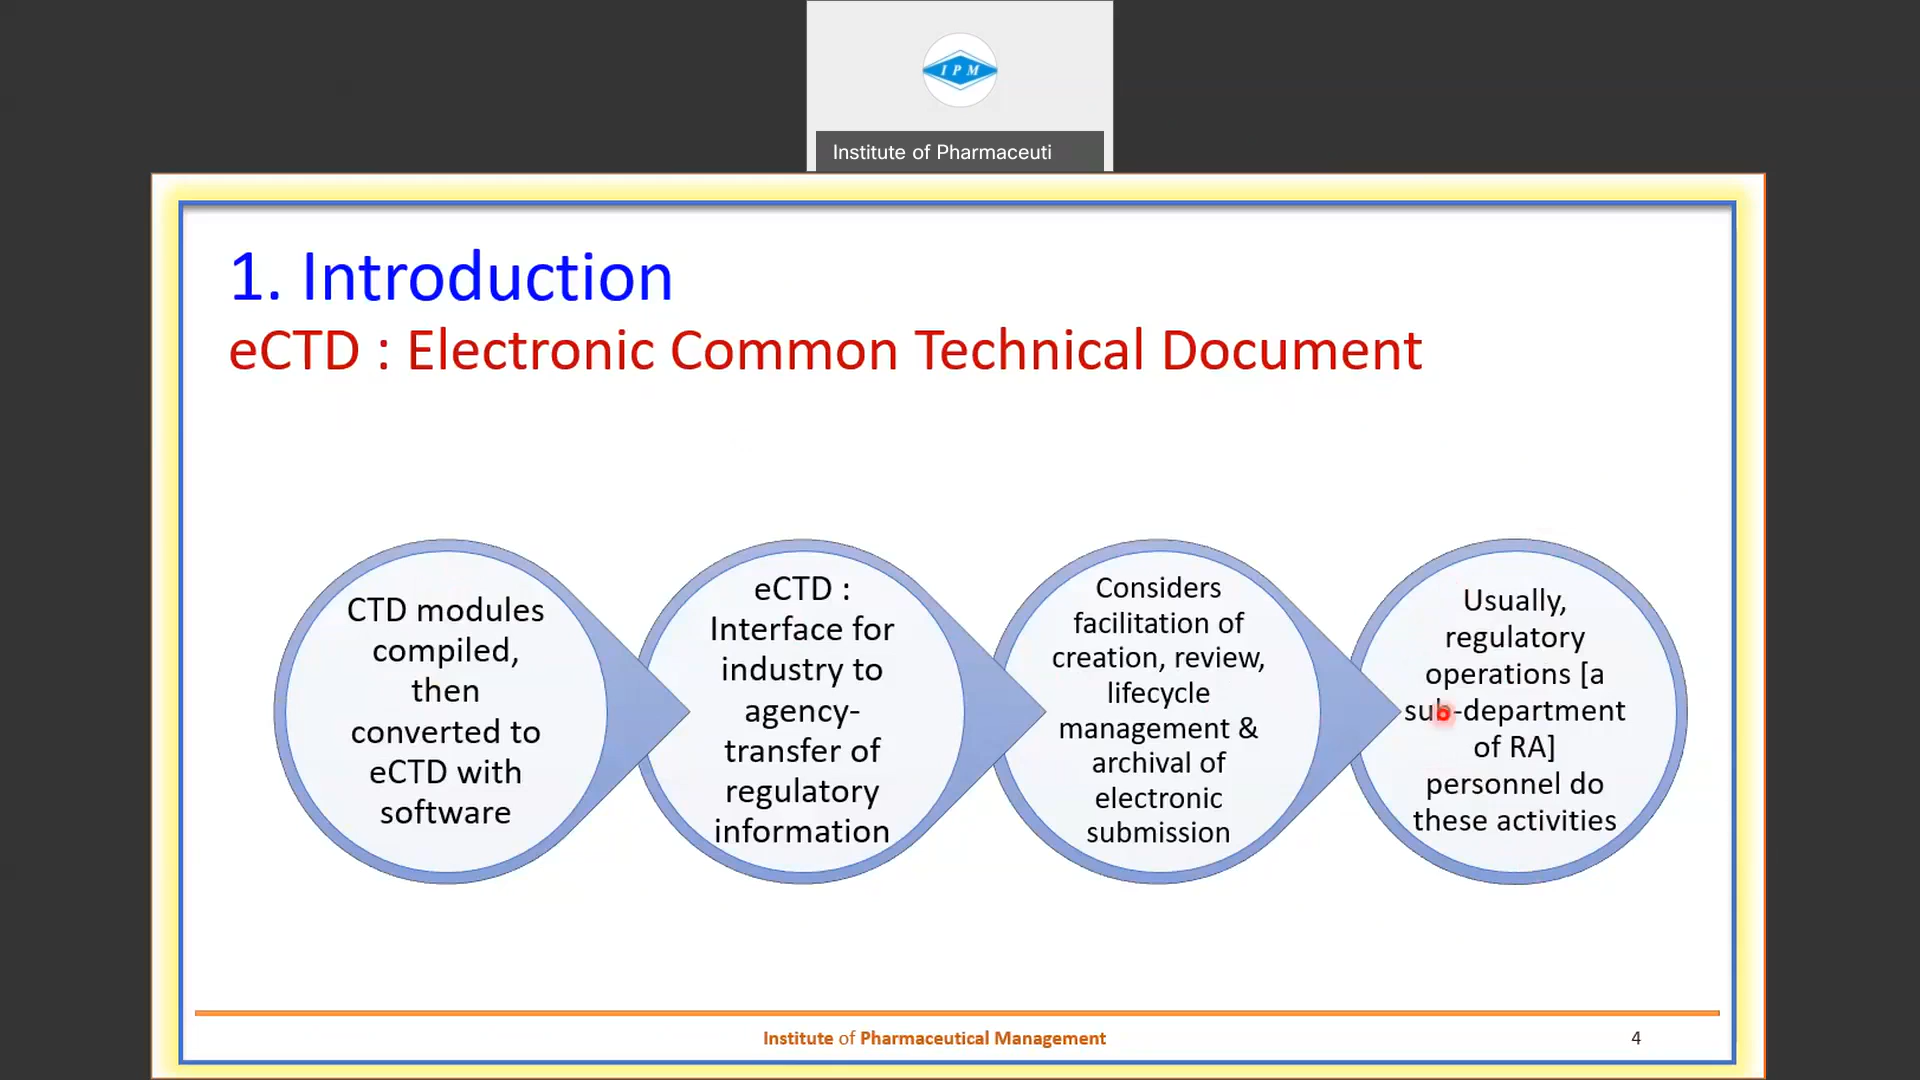 I P M
Institute of Pharmaceuti
1. Introduction
eCTD : Electronic Common Technical Document
CTD modules
compiled,
then
converted to
eCTD with
software
eCTD :
Interface for
industry to
agency-
transfer of
regulatory
information
Considers
facilitation of
creation, review,
lifecycle
management &
archival of
electronic
submission
Usually,
regulatory
operations [a
sub-department
of RA]
personnel do
these activities
Institute of Pharmaceutical Management
4